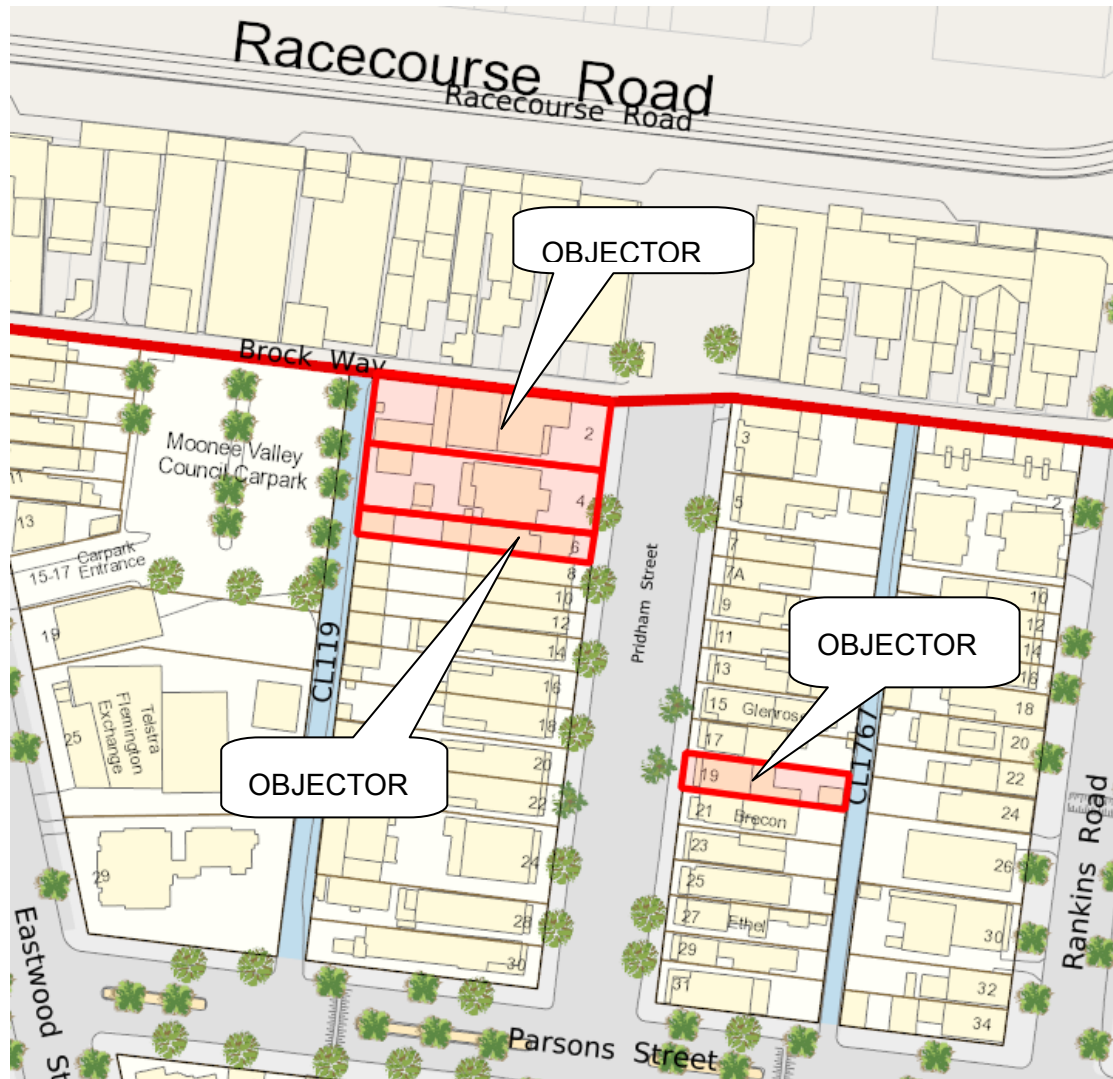 Racecourse Road
Racecourse Road
OBJECTOR
Brock Way
Moonee Valley
Council Carpark
2
4
6
8
10
12
14
16
18
20
22
24
28
30
11
13
15-17
Carpark
Entrance
19
25
Telstra
Flemington
Exchange
29
CL119
OBJECTOR
Pridham Street
3
5
7
7A
9
11
13
15 Glenrose
17
19
21 Brecon
23
25
27 Ethel
29
31
OBJECTOR
CL1767
2
10
12
14
16
18
20
22
24
26
30
32
34
Rankins Road
Eastwood St
Parsons Street